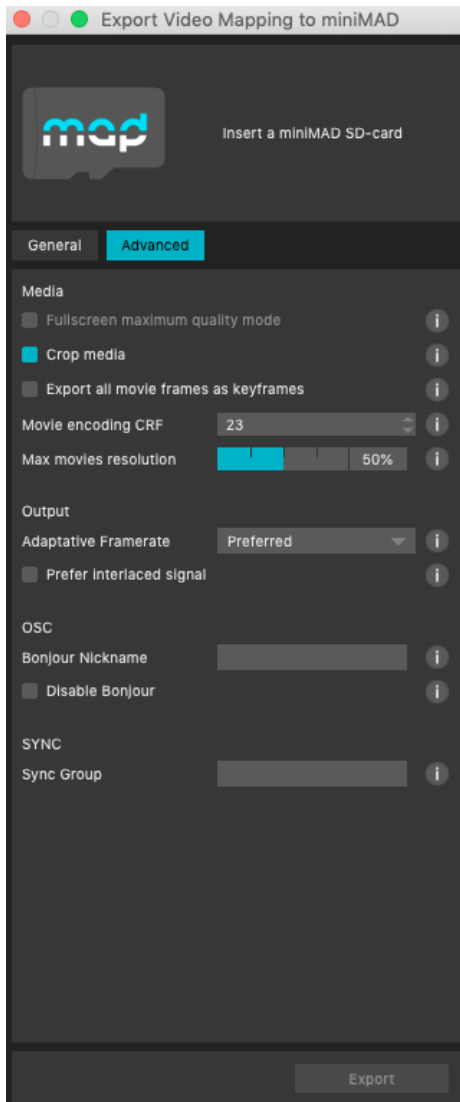 Export Video Mapping to miniMAD
mad
Insert a miniMAD SD-card
General Advanced
Media
Fullscreen maximum quality mode
Crop media
Export all movie frames as keyframes
Movie encoding CRF 23
Max movies resolution 50%
Output
Adaptative Framerate Preferred
Prefer interlaced signal
OSC
Bonjour Nickname
Disable Bonjour
SYNC
Sync Group
Export